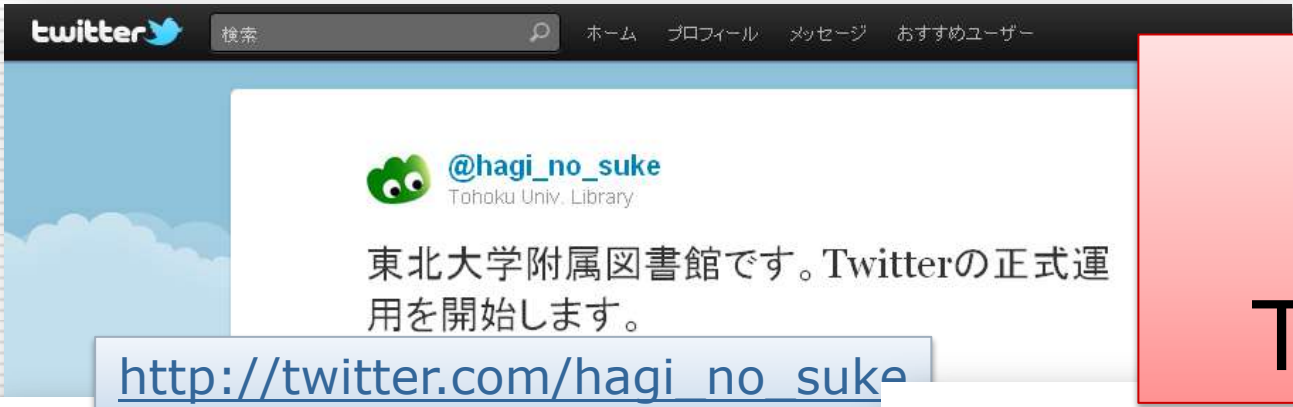 twitter 検索 ホーム プロフィール メッセージ おすすめユーザー
@hagi_no_suke
Tohoku Univ. Library
東北大学附属図書館です。Twitterの正式運
用を開始します。
http://twitter.com/hagi_no_suke
T